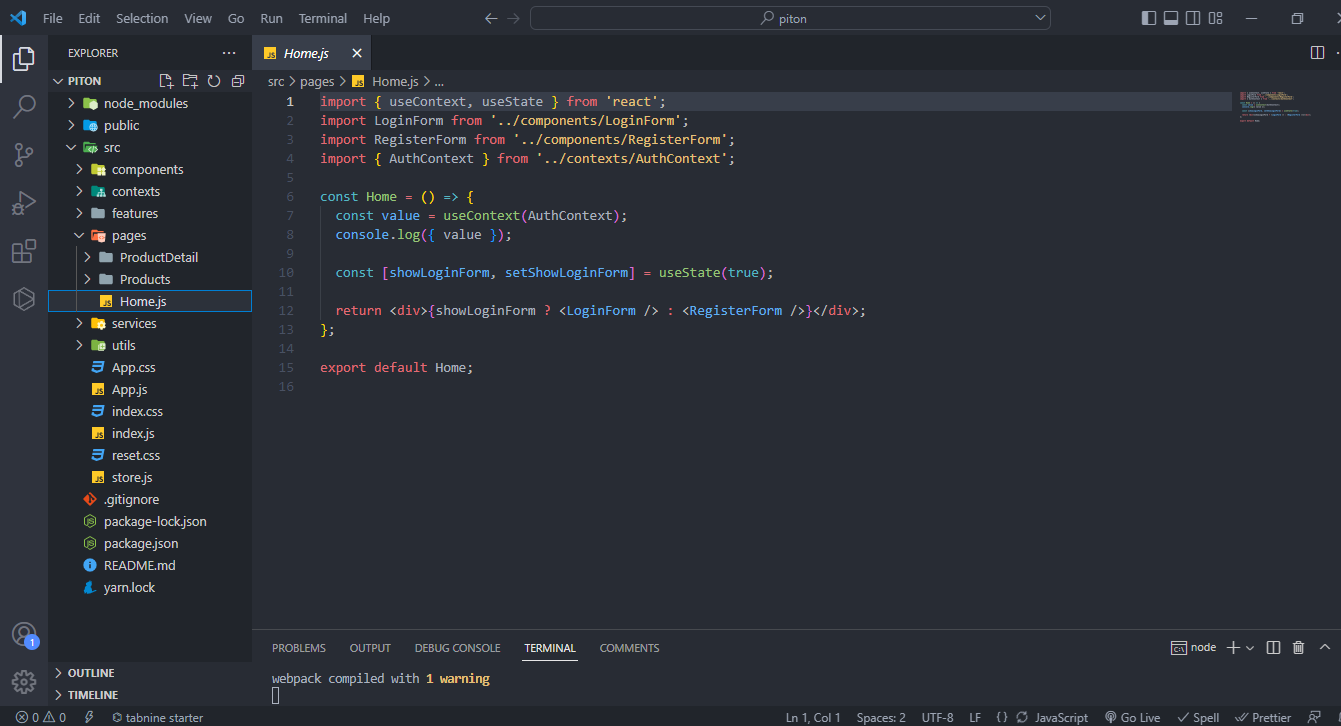 File Edit Selection View Go Run Terminal Help
piton
EXPLORER
PITON
node_modules
public
src
components
contexts
features
pages
ProductDetail
Products
Home.js
services
utils
App.css
App.js
index.css
index.js
reset.css
store.js
.gitignore
package-lock.json
package.json
README.md
yarn.lock
OUTLINE
TIMELINE
JS Home.js
src > pages > JS Home.js > ...
1 import { useContext, useState } from 'react';
2 import LoginForm from '../components/LoginForm';
3 import RegisterForm from '../components/RegisterForm';
4 import { AuthContext } from '../contexts/AuthContext';
5
6 const Home = () => {
7 const value = useContext(AuthContext);
8 console.log({ value });
9
10 const [showLoginForm, setShowLoginForm] = useState(true);
11
12 return <div>{showLoginForm ? <LoginForm /> : <RegisterForm />}</div>;
13 };
14
15 export default Home;
16
PROBLEMS OUTPUT DEBUG CONSOLE TERMINAL COMMENTS
node
webpack compiled with 1 warning
1
0 0 tabnine starter
Ln 1, Col 1 Spaces: 2 UTF-8 LF {} JavaScript Go Live Spell Prettier